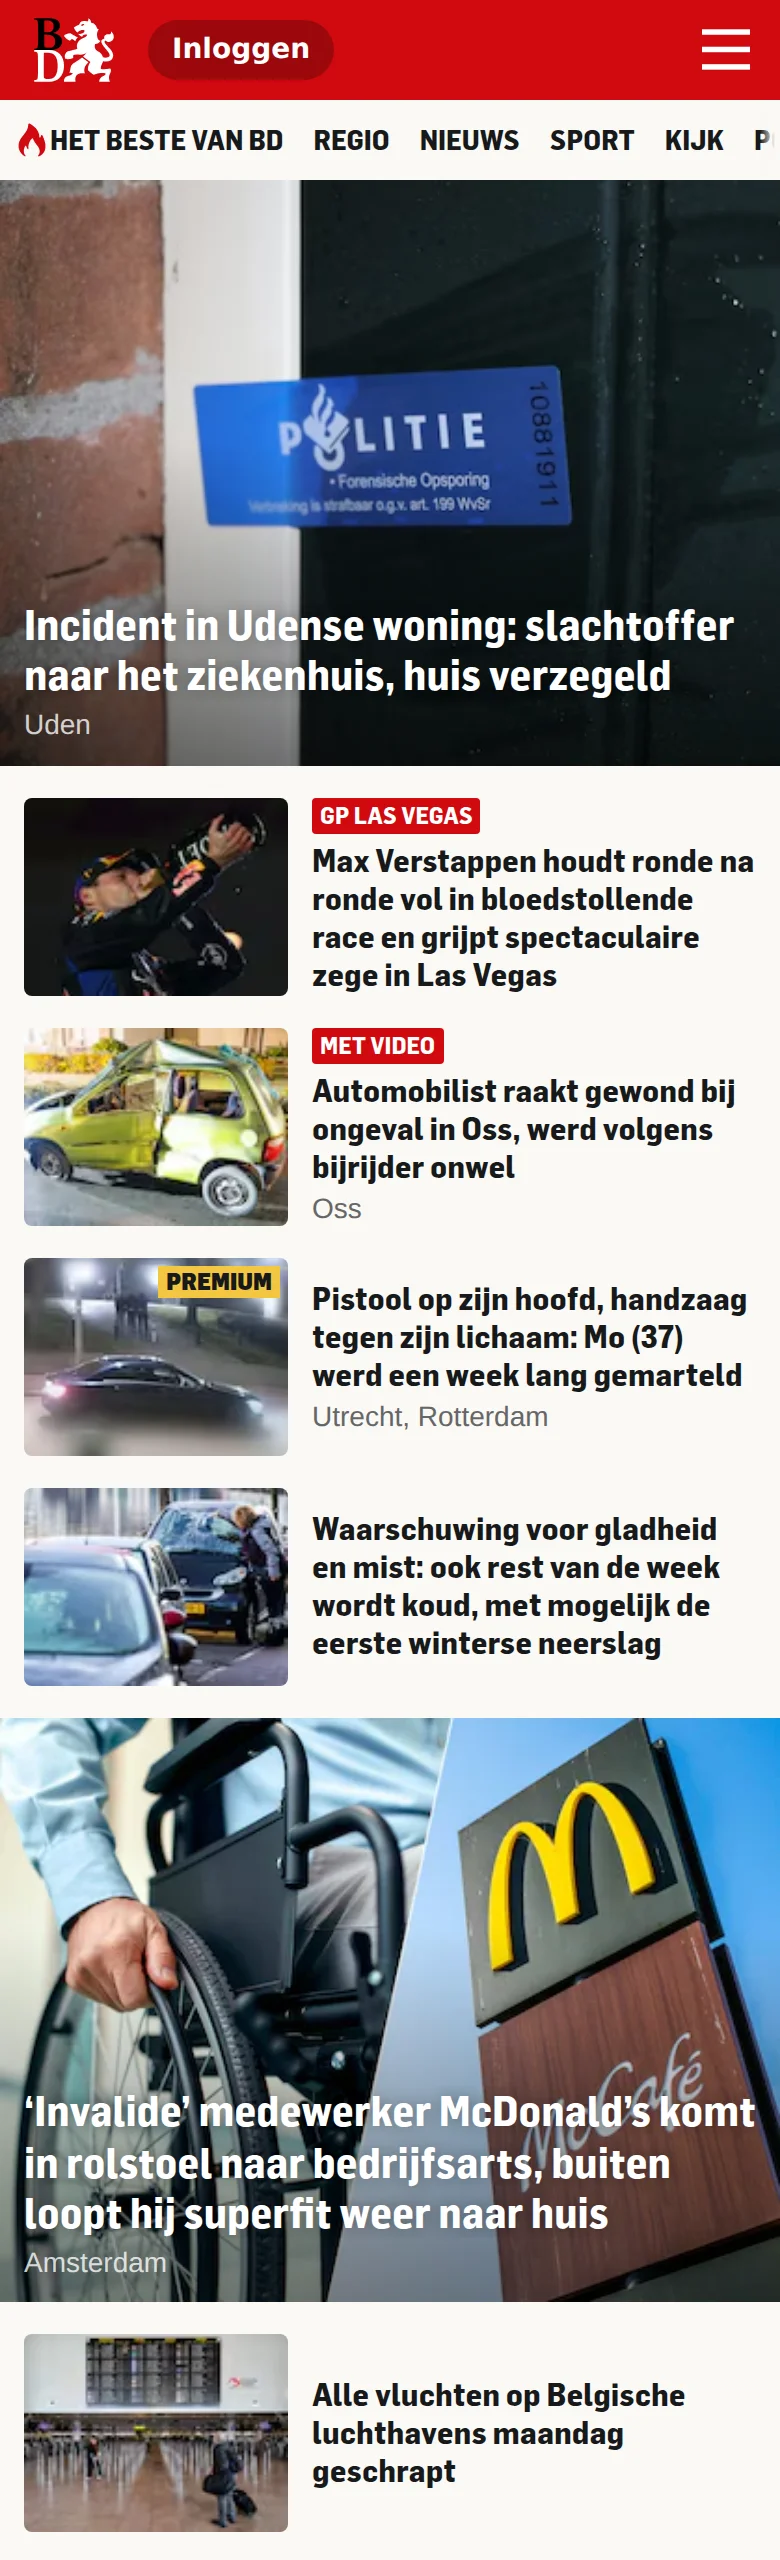 BD
Inloggen
HET BESTE VAN BD REGIO NIEUWS SPORT KIJK
POLITIE
• Forensische Opsporing
Verbreking is strafbaar o.g.v. art. 199 WvSr
10881911
Incident in Udense woning: slachtoffer
naar het ziekenhuis, huis verzegeld
Uden
GP LAS VEGAS
Max Verstappen houdt ronde na
ronde vol in bloedstollende
race en grijpt spectaculaire
zege in Las Vegas
MET VIDEO
Automobilist raakt gewond bij
ongeval in Oss, werd volgens
bijrijder onwel
Oss
PREMIUM
Pistool op zijn hoofd, handzaag
tegen zijn lichaam: Mo (37)
werd een week lang gemarteld
Utrecht, Rotterdam
Waarschuwing voor gladheid
en mist: ook rest van de week
wordt koud, met mogelijk de
eerste winterse neerslag
McCafé
‘Invalide’ medewerker McDonald’s komt
in rolstoel naar bedrijfsarts, buiten
loopt hij superfit weer naar huis
Amsterdam
Alle vluchten op Belgische
luchthavens maandag
geschrapt